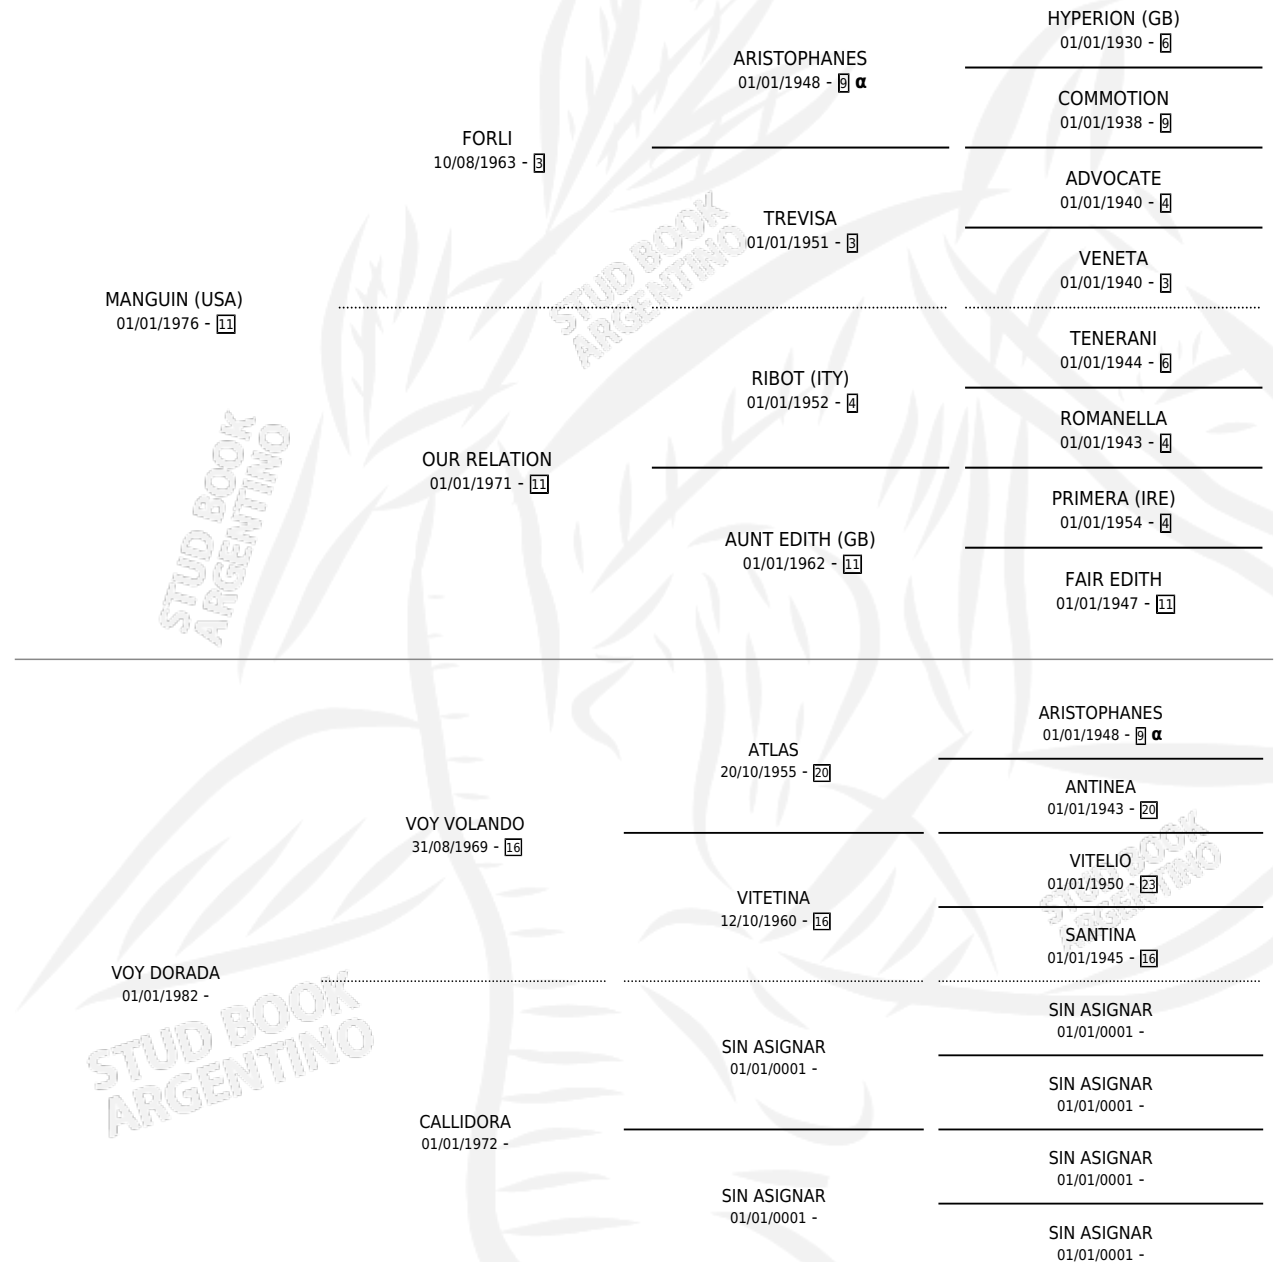 HYPERION (GB)
01/01/1930 - 6
ARISTOPHANES
01/01/1948 - 9 α
COMMOTION
01/01/1938 - 9
FORLI
10/08/1963 - 3
ADVOCATE
01/01/1940 - 4
TREVISA
01/01/1951 - 3
VENETA
01/01/1940 - 3
MANGUIN (USA)
01/01/1976 - 11
TENERANI
01/01/1944 - 6
RIBOT (ITY)
01/01/1952 - 4
ROMANELLA
01/01/1943 - 4
OUR RELATION
01/01/1971 - 11
PRIMERA (IRE)
01/01/1954 - 4
AUNT EDITH (GB)
01/01/1962 - 11
FAIR EDITH
01/01/1947 - 11
STUD BOOK
ARGENTINO
STUD BOOK
ARGENTINO
ARISTOPHANES
01/01/1948 - 9 α
ATLAS
20/10/1955 - 20
ANTINEA
01/01/1943 - 20
VOY VOLANDO
31/08/1969 - 16
VITELIO
01/01/1950 - 23
VITETINA
12/10/1960 - 16
SANTINA
01/01/1945 - 16
STUD BOOK
ARGENTINO
VOY DORADA
01/01/1982 -
STUD BOOK
ARGENTINO
SIN ASIGNAR
01/01/0001 -
SIN ASIGNAR
01/01/0001 -
SIN ASIGNAR
01/01/0001 -
CALLIDORA
01/01/1972 -
SIN ASIGNAR
01/01/0001 -
SIN ASIGNAR
01/01/0001 -
SIN ASIGNAR
01/01/0001 -